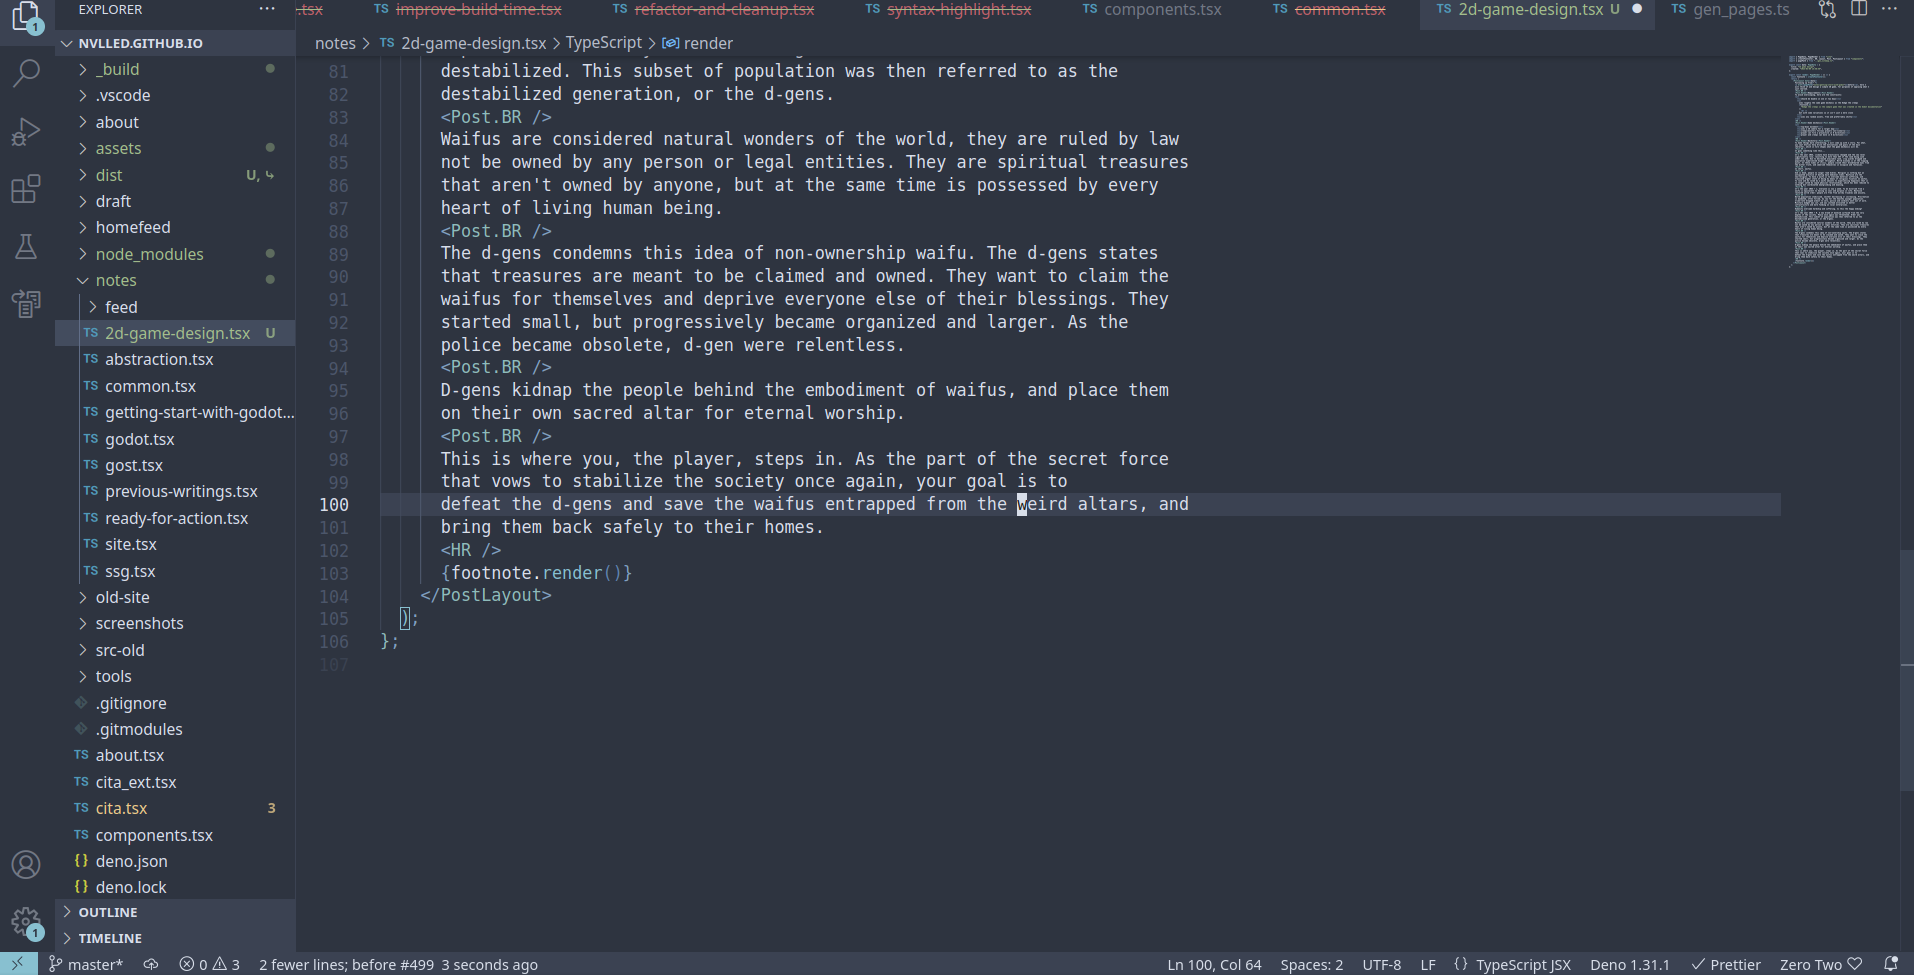 EXPLORER ···
.tsx
TS improve-build-time.tsx
TS refactor-and-cleanup.tsx
TS syntax-highlight.tsx
TS components.tsx
TS common.tsx
TS 2d-game-design.tsx U
TS gen_pages.ts
···
NVLLED.GITHUB.IO
notes > TS 2d-game-design.tsx > TypeScript > render
_build
.vscode
about
assets
dist U,
draft
homefeed
node_modules
notes
feed
TS 2d-game-design.tsx U
TS abstraction.tsx
TS common.tsx
TS getting-start-with-godot...
TS godot.tsx
TS gost.tsx
TS previous-writings.tsx
TS ready-for-action.tsx
TS site.tsx
TS ssg.tsx
old-site
screenshots
src-old
tools
.gitignore
.gitmodules
TS about.tsx
TS cita_ext.tsx
TS cita.tsx 3
TS components.tsx
{} deno.json
{} deno.lock
OUTLINE
TIMELINE
1
1
81 destabilized. This subset of population was then referred to as the
82 destabilized generation, or the d-gens.
83 <Post.BR />
84 Waifus are considered natural wonders of the world, they are ruled by law
85 not be owned by any person or legal entities. They are spiritual treasures
86 that aren't owned by anyone, but at the same time is possessed by every
87 heart of living human being.
88 <Post.BR />
89 The d-gens condemns this idea of non-ownership waifu. The d-gens states
90 that treasures are meant to be claimed and owned. They want to claim the
91 waifus for themselves and deprive everyone else of their blessings. They
92 started small, but progressively became organized and larger. As the
93 police became obsolete, d-gen were relentless.
94 <Post.BR />
95 D-gens kidnap the people behind the embodiment of waifus, and place them
96 on their own sacred altar for eternal worship.
97 <Post.BR />
98 This is where you, the player, steps in. As the part of the secret force
99 that vows to stabilize the society once again, your goal is to
100 defeat the d-gens and save the waifus entrapped from the weird altars, and
101 bring them back safely to their homes.
102 <HR />
103 {footnote.render()}
104 </PostLayout>
105 );
106 };
107
master* 0 3 2 fewer lines; before #499 3 seconds ago
Ln 100, Col 64 Spaces: 2 UTF-8 LF {} TypeScript JSX Deno 1.31.1 Prettier Zero Two